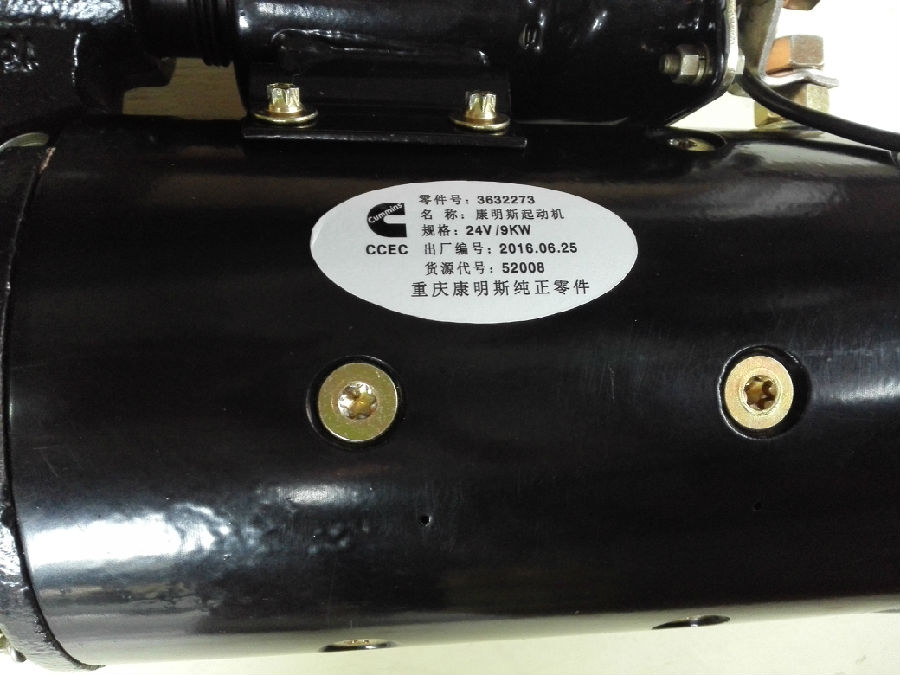 零件号: 3632273
Cummins
名 称: 康明斯起动机
规格: 24V/9KW
CCEC
出厂编号: 2016.06.25
货源代号: 52008
重庆康明斯纯正零件